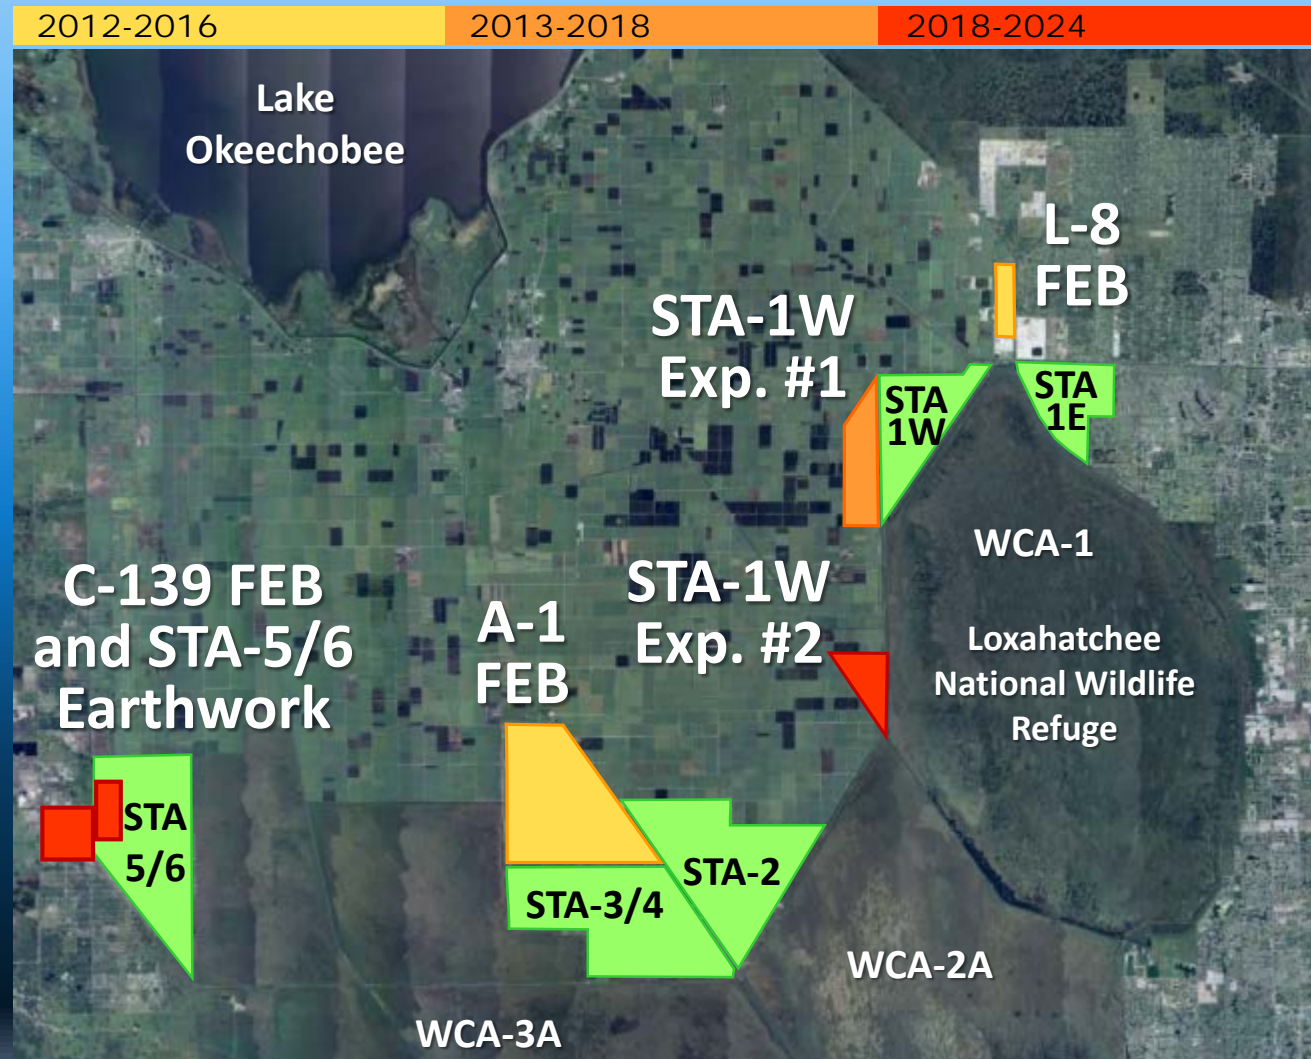 2012-2016
2013-2018
2018-2024
Lake
Okeechobee
L-8
FEB
STA-1W
Exp. #1
STA
1W
STA
1E
WCA-1
STA-1W
Exp. #2
Loxahatchee
National Wildlife
Refuge
C-139 FEB
and STA-5/6
Earthwork
A-1
FEB
STA
5/6
STA-2
STA-3/4
WCA-2A
WCA-3A